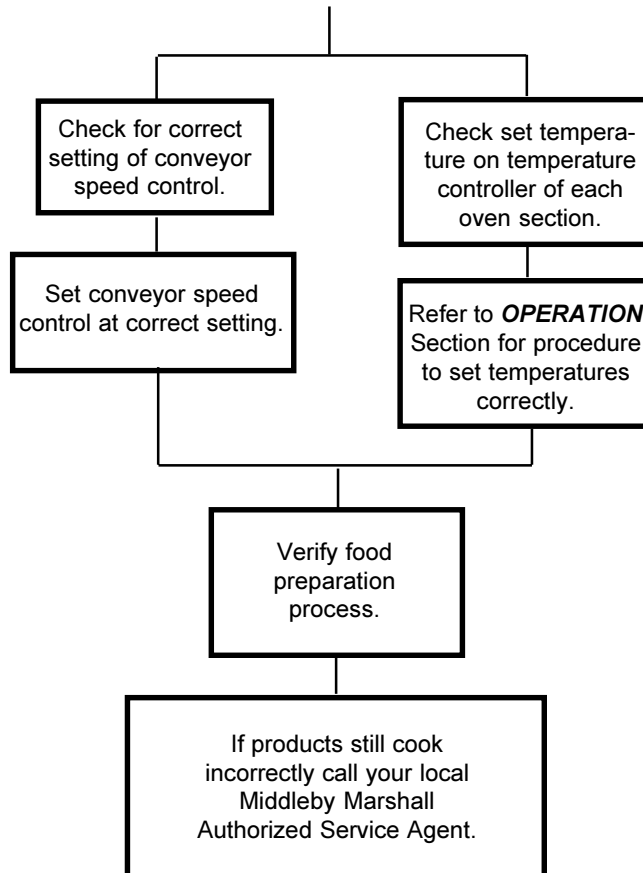 Check for correct
setting of conveyor
speed control.
Check set tempera-
ture on temperature
controller of each
oven section.
Set conveyor speed
control at correct setting.
Refer to OPERATION
Section for procedure
to set temperatures
correctly.
Verify food
preparation
process.
If products still cook
incorrectly call your local
Middleby Marshall
Authorized Service Agent.